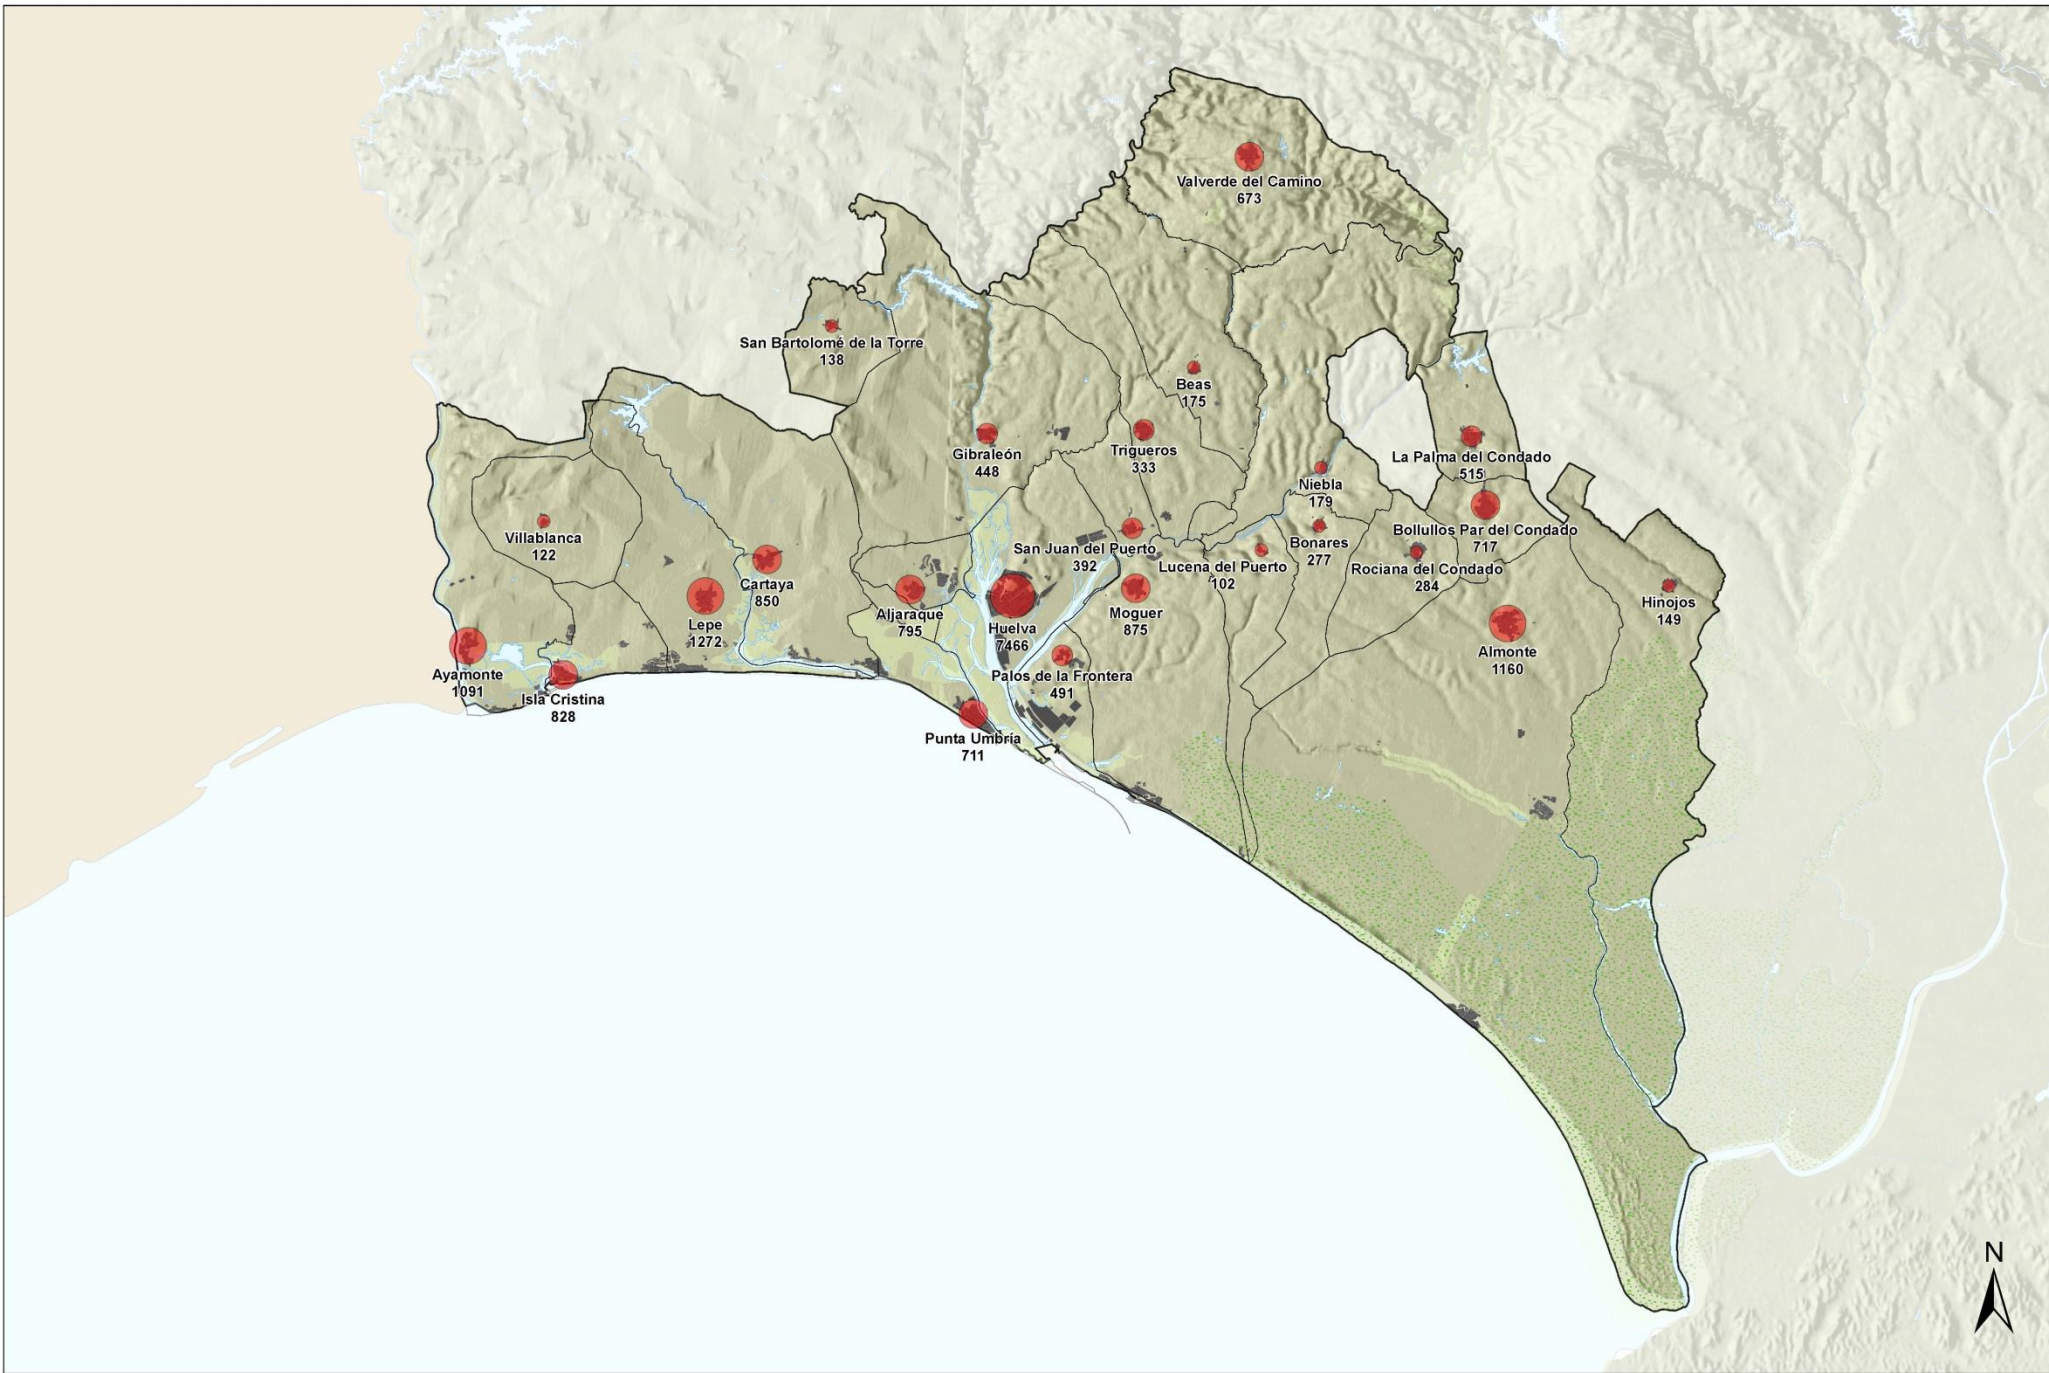 Valverde del Camino
673
San Bartolomé de la Torre
138
Beas
175
Gibraleón
448
Trigueros
333
La Palma del Condado
515
Niebla
179
Bollullos Par del Condado
717
Villablanca
122
San Juan del Puerto
392
Bonares
277
Lucena del Puerto
102
Rociana del Condado
284
Cartaya
850
Aljaraque
795
Huelva
7466
Moguer
875
Hinojos
149
Lepe
1272
Almonte
1160
Ayamonte
1091
Isla Cristina
828
Palos de la Frontera
491
Punta Umbría
711
N